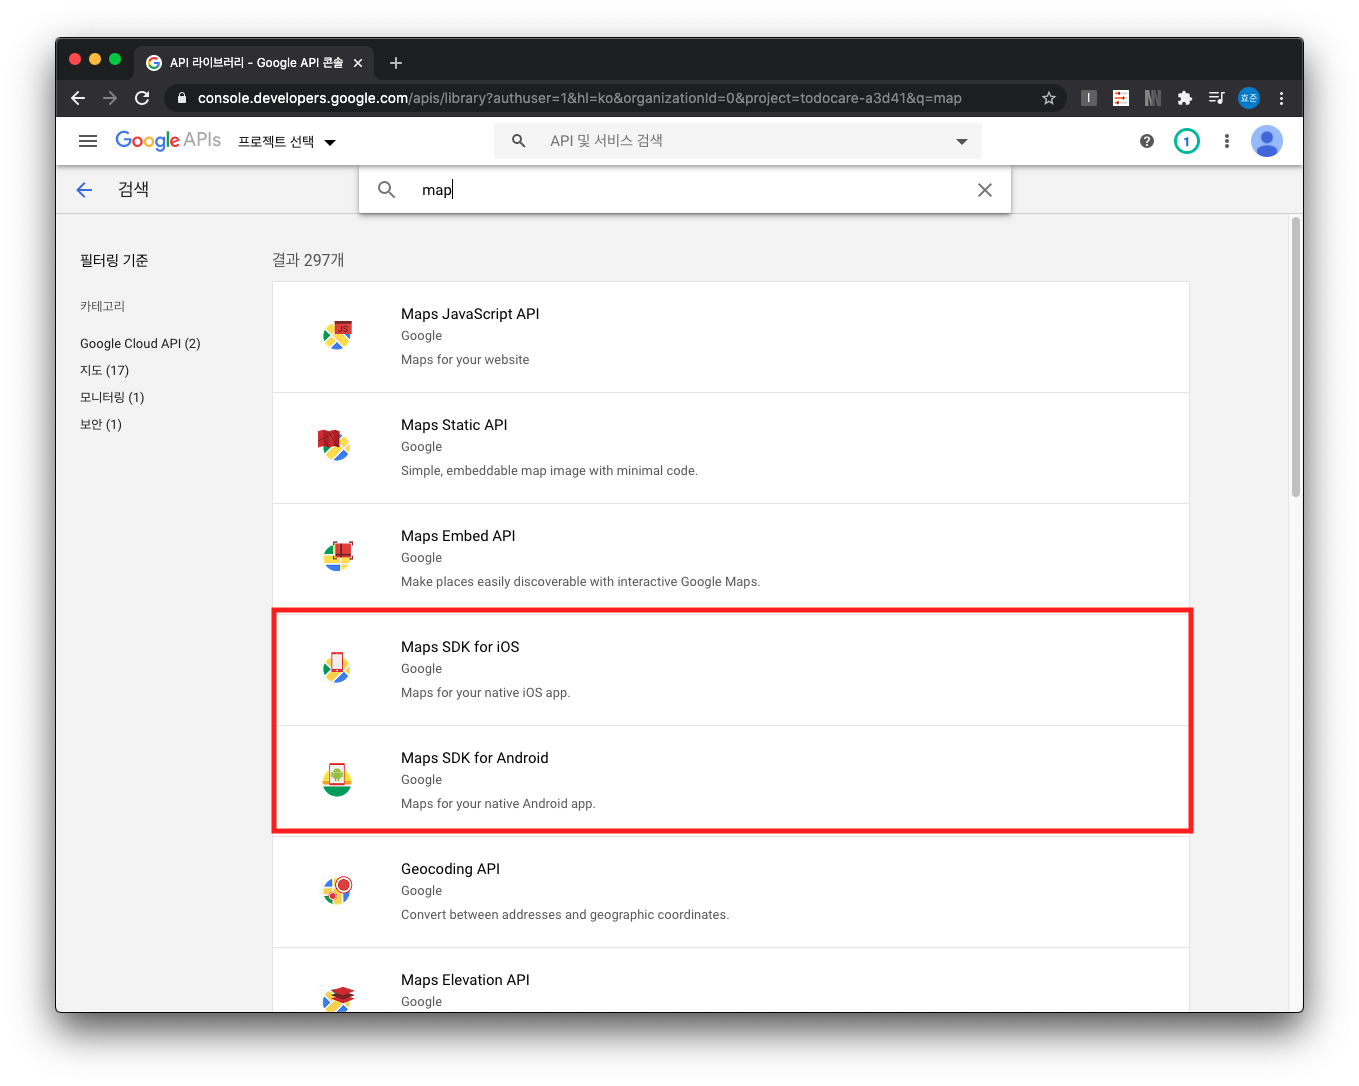 API 라이브러리 - Google API 콘솔
console.developers.google.com/apis/library?authuser=1&hl=ko&organizationId=0&project=todocare-a3d41&q=map
효준
Google APIs
프로젝트 선택
API 및 서비스 검색
1
검색
map
필터링 기준
카테고리
Google Cloud API (2)
지도 (17)
모니터링 (1)
보안 (1)
결과 297개
JS
Maps JavaScript API
Google
Maps for your website
Maps Static API
Google
Simple, embeddable map image with minimal code.
Maps Embed API
Google
Make places easily discoverable with interactive Google Maps.
Maps SDK for iOS
Google
Maps for your native iOS app.
Maps SDK for Android
Google
Maps for your native Android app.
Geocoding API
Google
Convert between addresses and geographic coordinates.
Maps Elevation API
Google